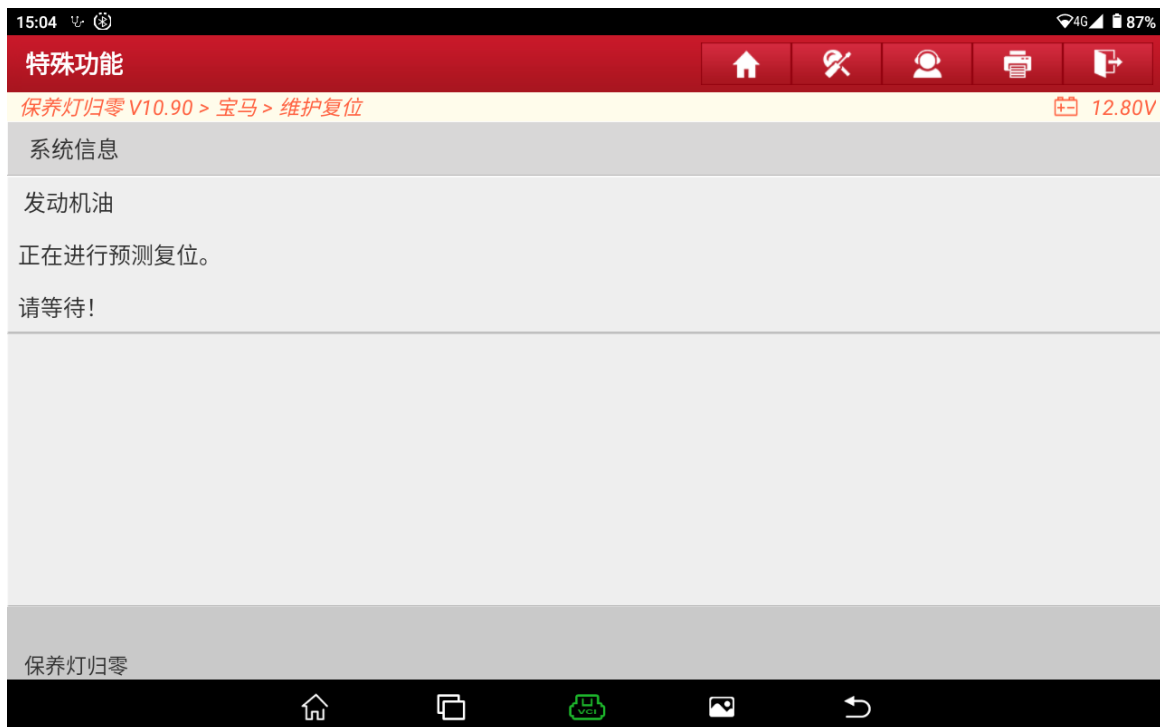 15:04 4G 87%
特殊功能
保养灯归零 V10.90 > 宝马 > 维护复位 12.80V
系统信息
发动机油
正在进行预测复位。
请等待!
保养灯归零
VCI